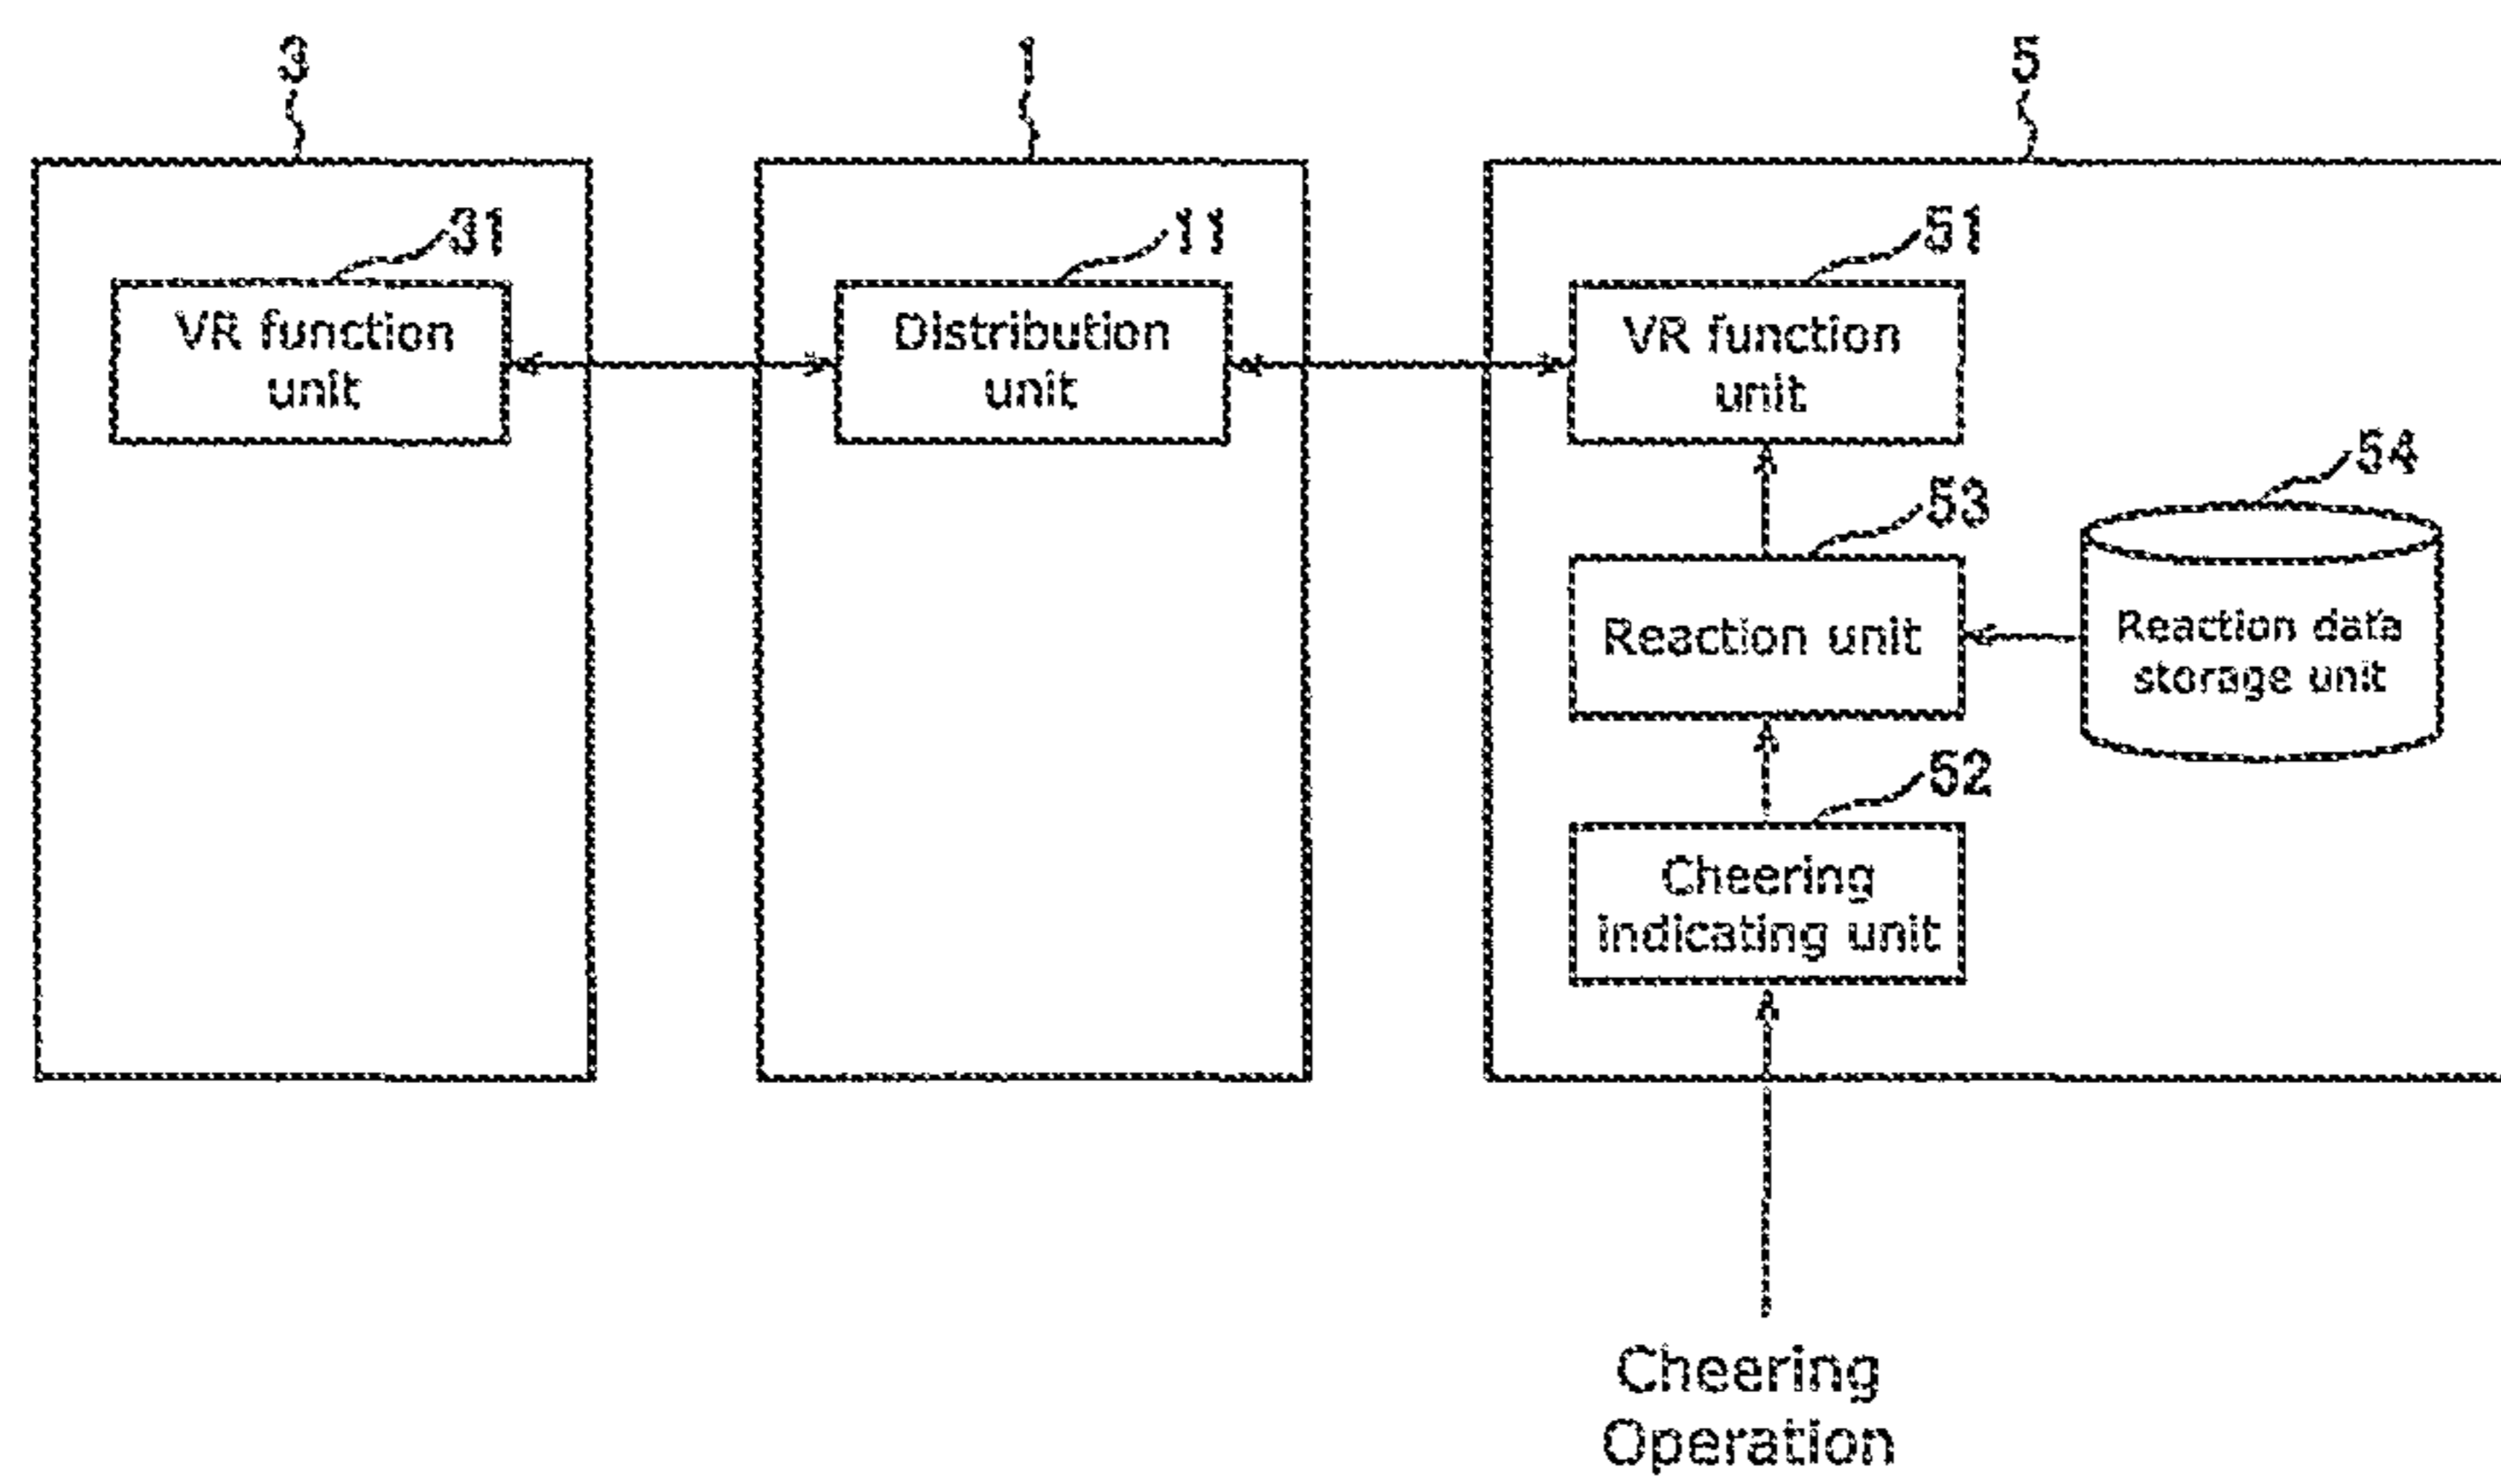 3
1
5
31
11
51
VR function
unit
Distribution
unit
VR function
unit
54
53
Reaction unit
Reaction data
storage unit
52
Cheering
indicating unit
Cheering
Operation